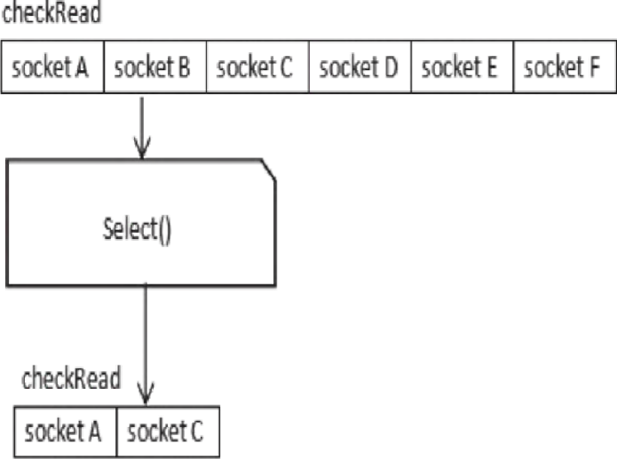 checkRead
socket A socket B socket C socket D socket E socket F
Select()
checkRead
socket A socket C